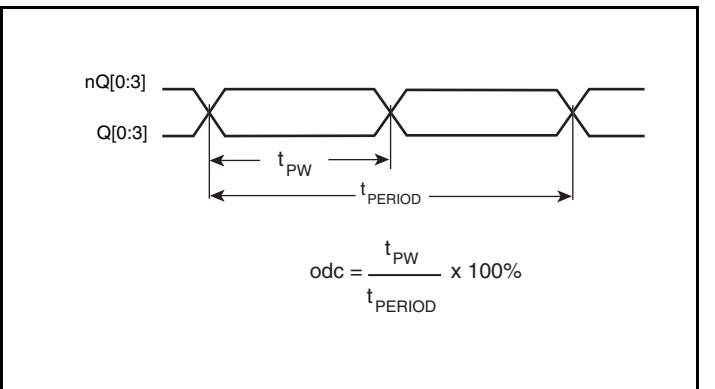 nQ[0:3]
Q[0:3]
tPW
tPERIOD
odc = tPW / tPERIOD x 100%